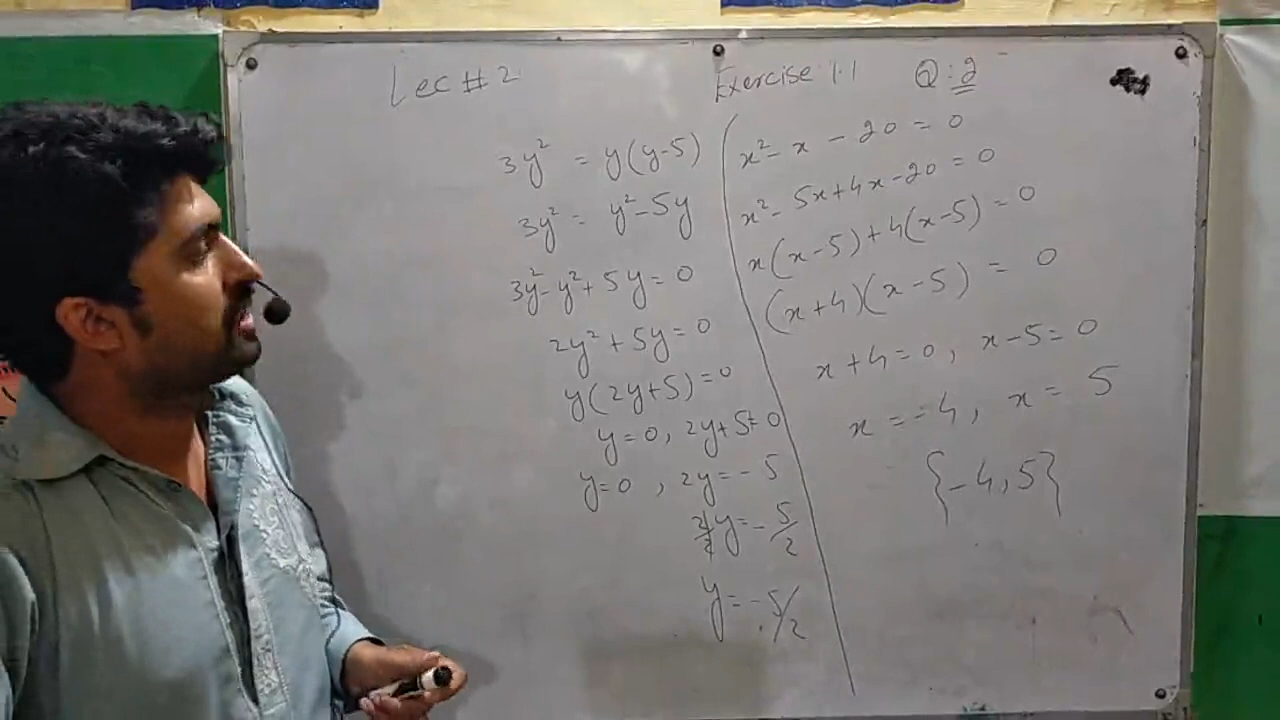 Lec # 2
Exercise 1.1 Q:2
3y² = y(y-5)
3y² = y²-5y
3y²-y²+5y=0
2y²+5y=0
y(2y+5)=0
y=0, 2y+5=0
y=0, 2y=-5
2/2 y=-5/2
y=-5/2
x²-x-20=0
x²-5x+4x-20=0
x(x-5)+4(x-5)=0
(x+4)(x-5)=0
x+4=0, x-5=0
x=-4, x=5
{-4,5}